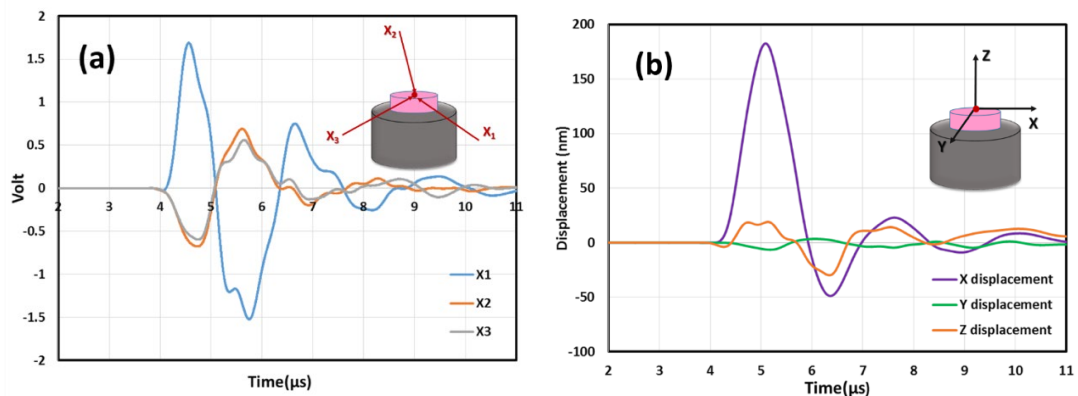 (a)
2
1.5
1
0.5
0
-0.5
-1
-1.5
-2
Volt
2 3 4 5 6 7 8 9 10 11
Time(µs)
X1
X2
X3
X₂
X₃
X₁
(b)
200
150
100
50
0
-50
-100
Displacement (nm)
2 3 4 5 6 7 8 9 10 11
Time(µs)
X displacement
Y displacement
Z displacement
Z
X
Y